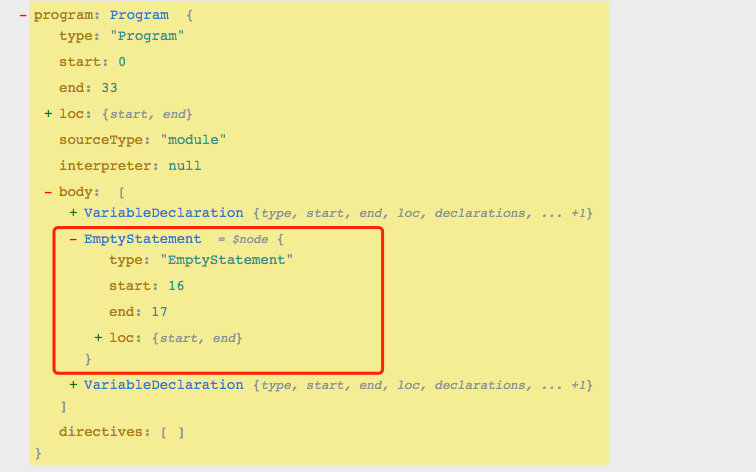 − program: Program {
type: "Program"
start: 0
end: 33
+ loc: {start, end}
sourceType: "module"
interpreter: null
− body: [
+ VariableDeclaration {type, start, end, loc, declarations, ... +1}
− EmptyStatement = $node {
type: "EmptyStatement"
start: 16
end: 17
+ loc: {start, end}
}
+ VariableDeclaration {type, start, end, loc, declarations, ... +1}
]
directives: [ ]
}